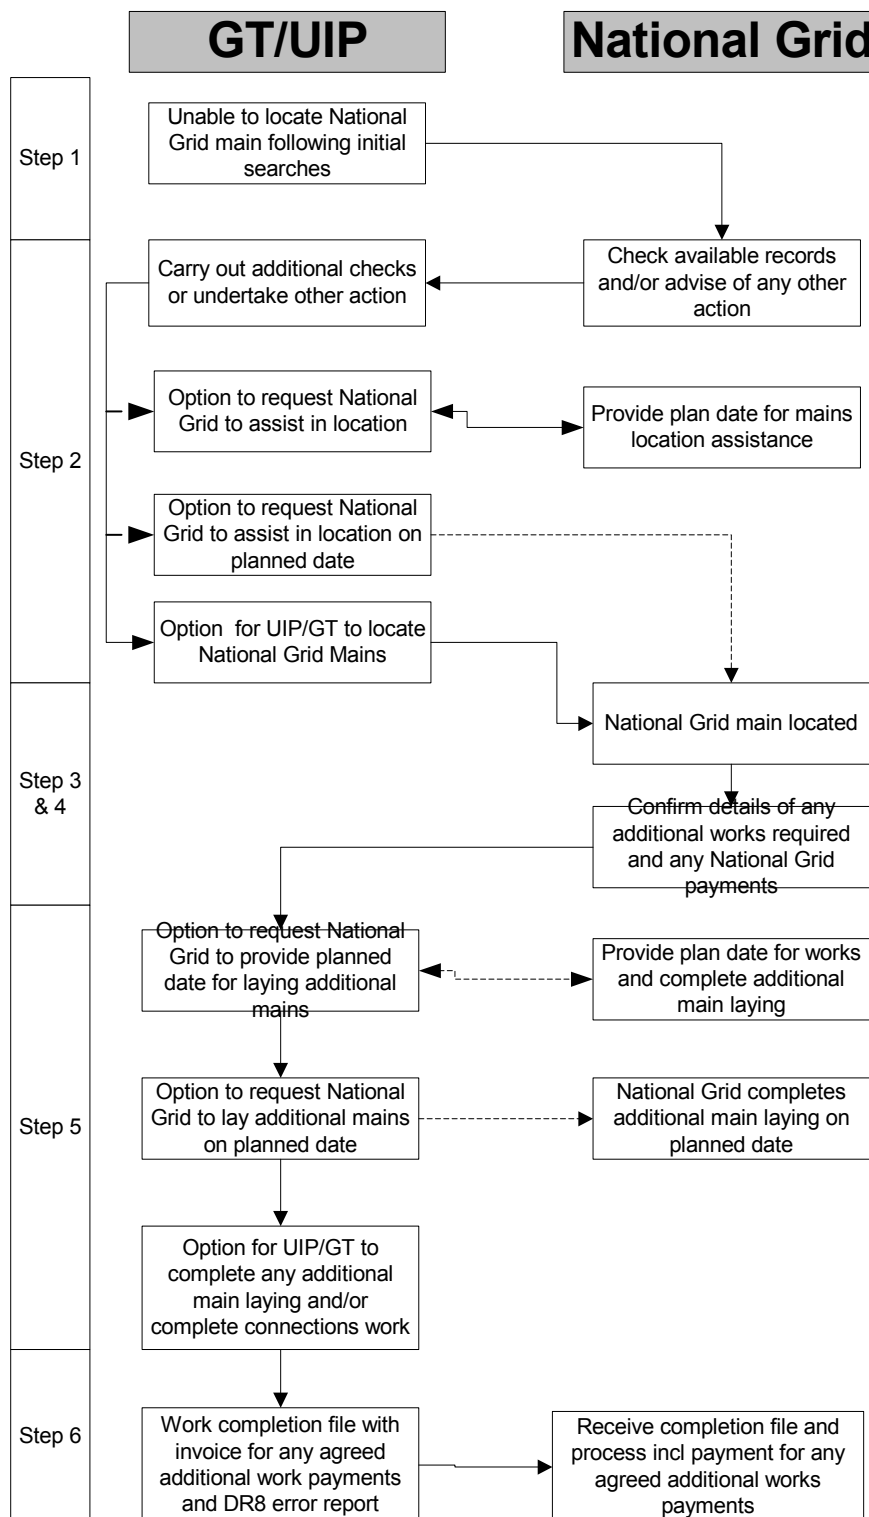 GT/UIP
National Grid
Step 1
Unable to locate National
Grid main following initial
searches
Step 2
Carry out additional checks
or undertake other action
Check available records
and/or advise of any other
action
Option to request National
Grid to assist in location
Provide plan date for mains
location assistance
Option to request National
Grid to assist in location on
planned date
Option for UIP/GT to locate
National Grid Mains
Step 3
& 4
National Grid main located
Confirm details of any
additional works required
and any National Grid
payments
Step 5
Option to request National
Grid to provide planned
date for laying additional
mains
Provide plan date for works
and complete additional
main laying
Option to request National
Grid to lay additional mains
on planned date
National Grid completes
additional main laying on
planned date
Option for UIP/GT to
complete any additional
main laying and/or
complete connections work
Step 6
Work completion file with
invoice for any agreed
additional work payments
and DR8 error report
Receive completion file and
process incl payment for any
agreed additional works
payments